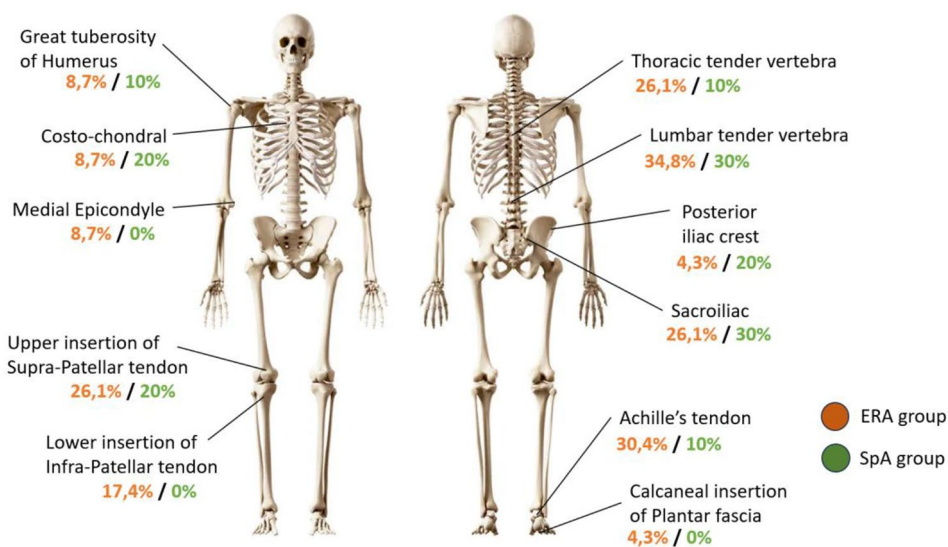 Great tuberosity
of Humerus
8,7% / 10%
Costo-chondral
8,7% / 20%
Medial Epicondyle
8,7% / 0%
Upper insertion of
Supra-Patellar tendon
26,1% / 20%
Lower insertion of
Infra-Patellar tendon
17,4% / 0%
Thoracic tender vertebra
26,1% / 10%
Lumbar tender vertebra
34,8% / 30%
Posterior
iliac crest
4,3% / 20%
Sacroiliac
26,1% / 30%
Achille's tendon
30,4% / 10%
Calcaneal insertion
of Plantar fascia
4,3% / 0%
ERA group
SpA group